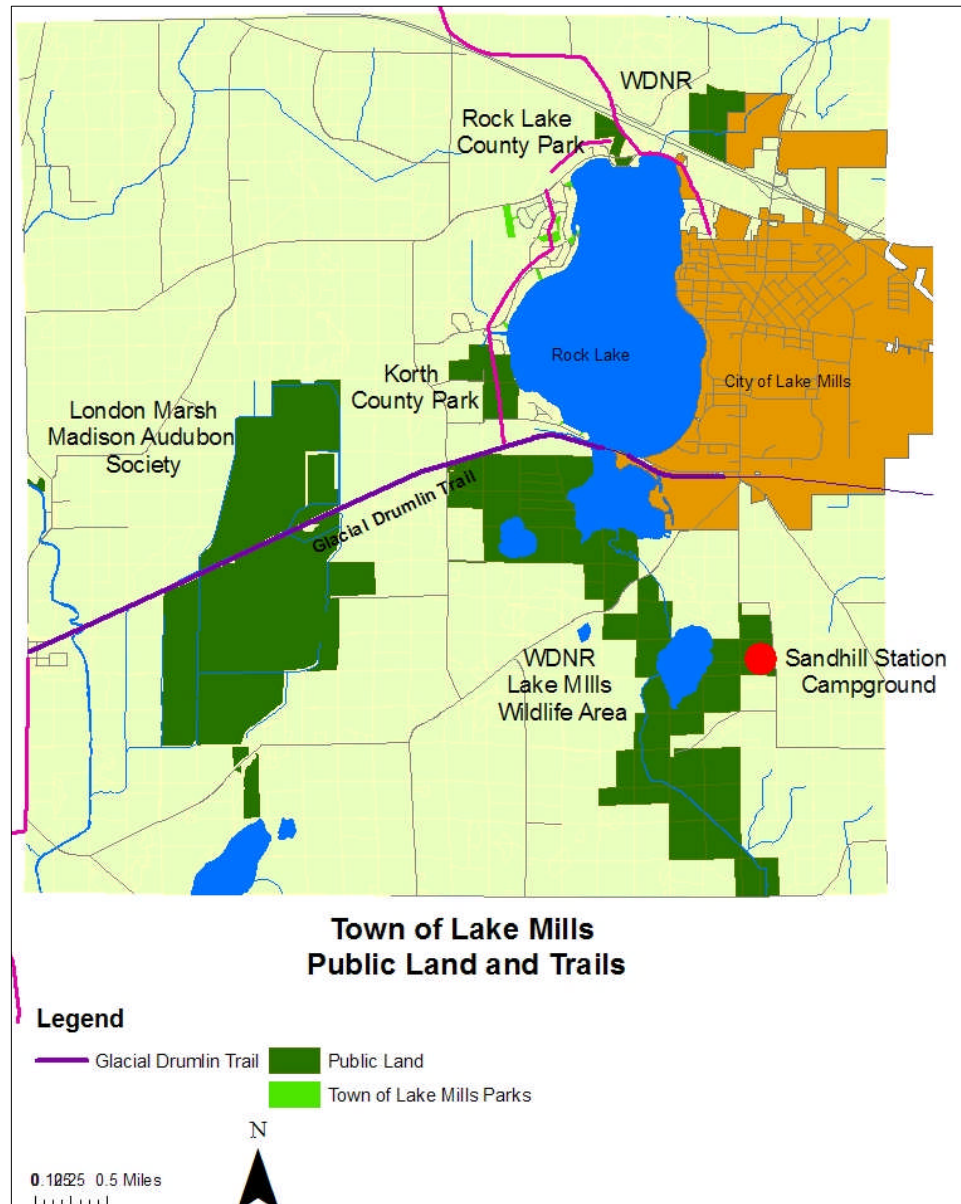 WDNR
Rock Lake
County Park
Rock Lake
City of Lake Mills
Korth
County Park
London Marsh
Madison Audubon
Society
Glacial Drumlin Trail
WDNR
Lake MIlls
Wildlife Area
Sandhill Station
Campground
Town of Lake Mills
Public Land and Trails
Legend
Glacial Drumlin Trail
Public Land
Town of Lake Mills Parks
N
0.5 Miles